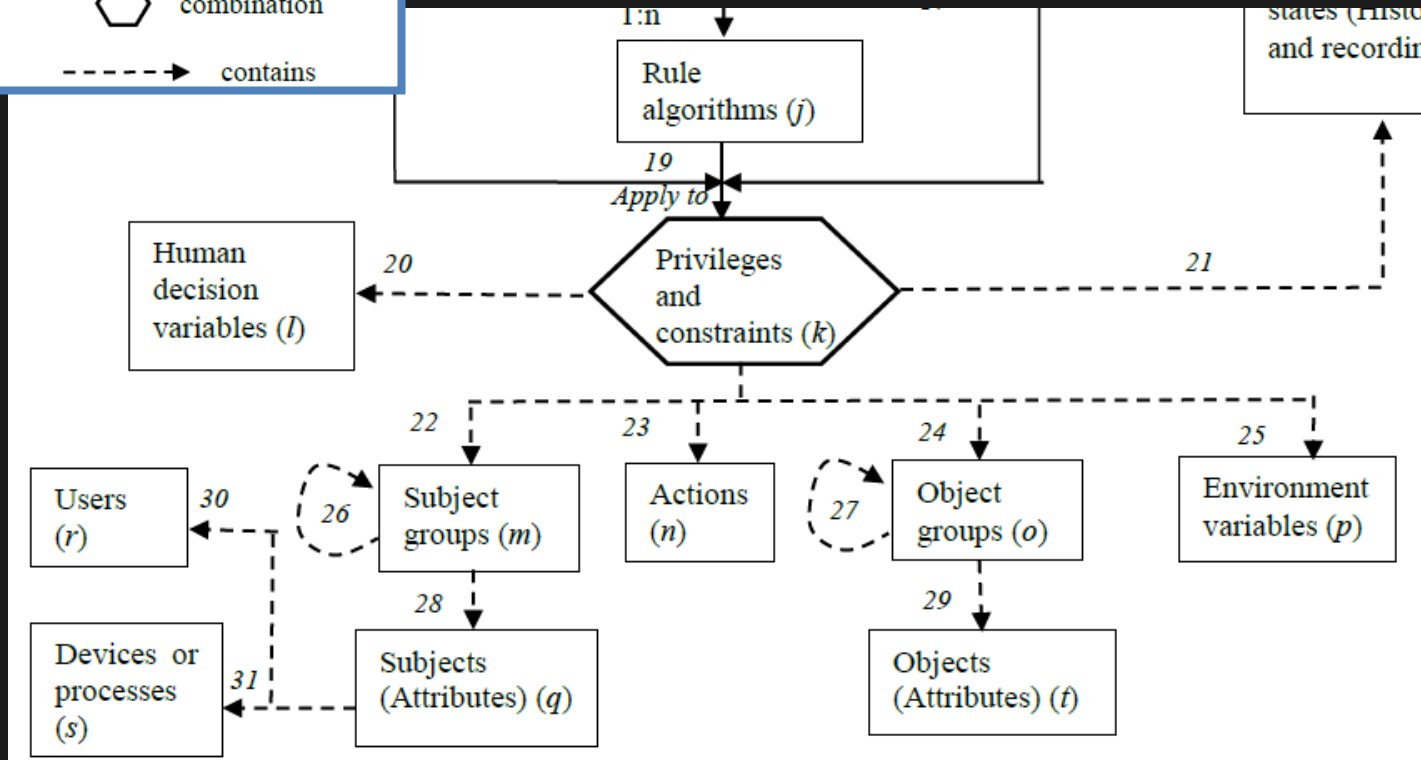 combination
contains
1:n
Rule
algorithms (j)
states (Histo
and recordin
19
Apply to
Human
decision
variables (l)
20
Privileges
and
constraints (k)
21
22
23
24
25
Users
(r)
30
26
Subject
groups (m)
Actions
(n)
27
Object
groups (o)
Environment
variables (p)
28
29
Devices or
processes
(s)
31
Subjects
(Attributes) (q)
Objects
(Attributes) (t)